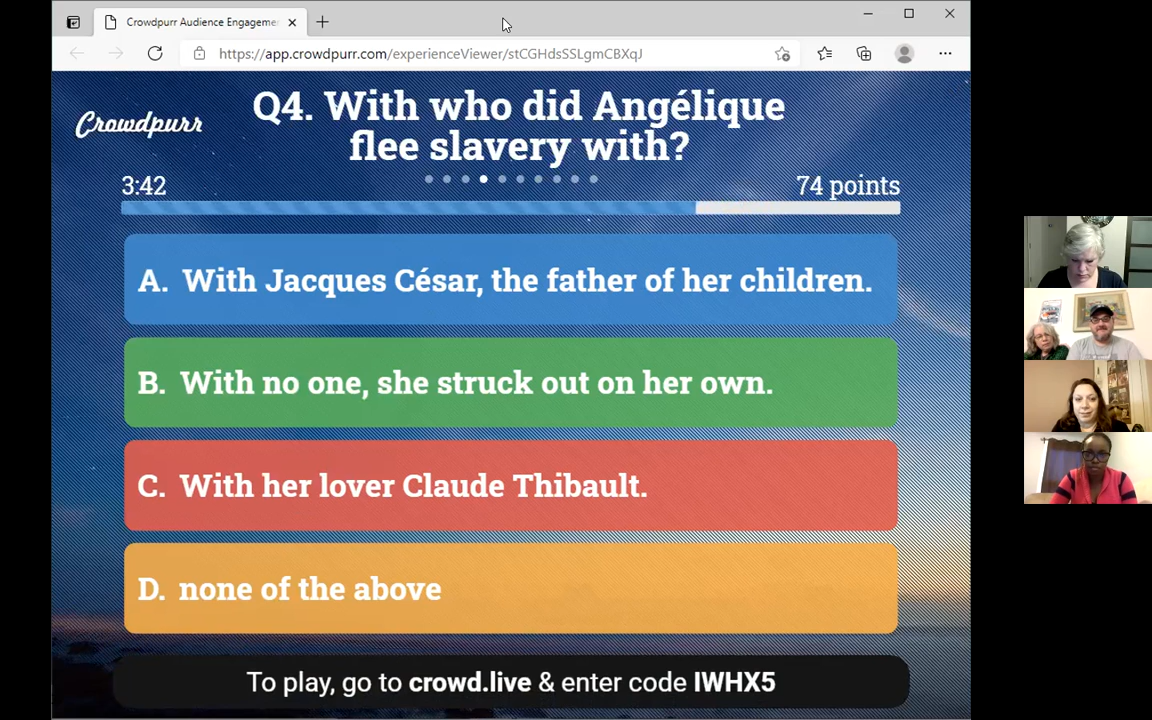 Crowdpurr Audience Engageme
https://app.crowdpurr.com/experienceViewer/stCGHdsSSLgmCBXqJ
Crowdpurr
Q4. With who did Angélique
flee slavery with?
3:42
74 points
A. With Jacques César, the father of her children.
B. With no one, she struck out on her own.
C. With her lover Claude Thibault.
D. none of the above
To play, go to crowd.live & enter code IWHX5